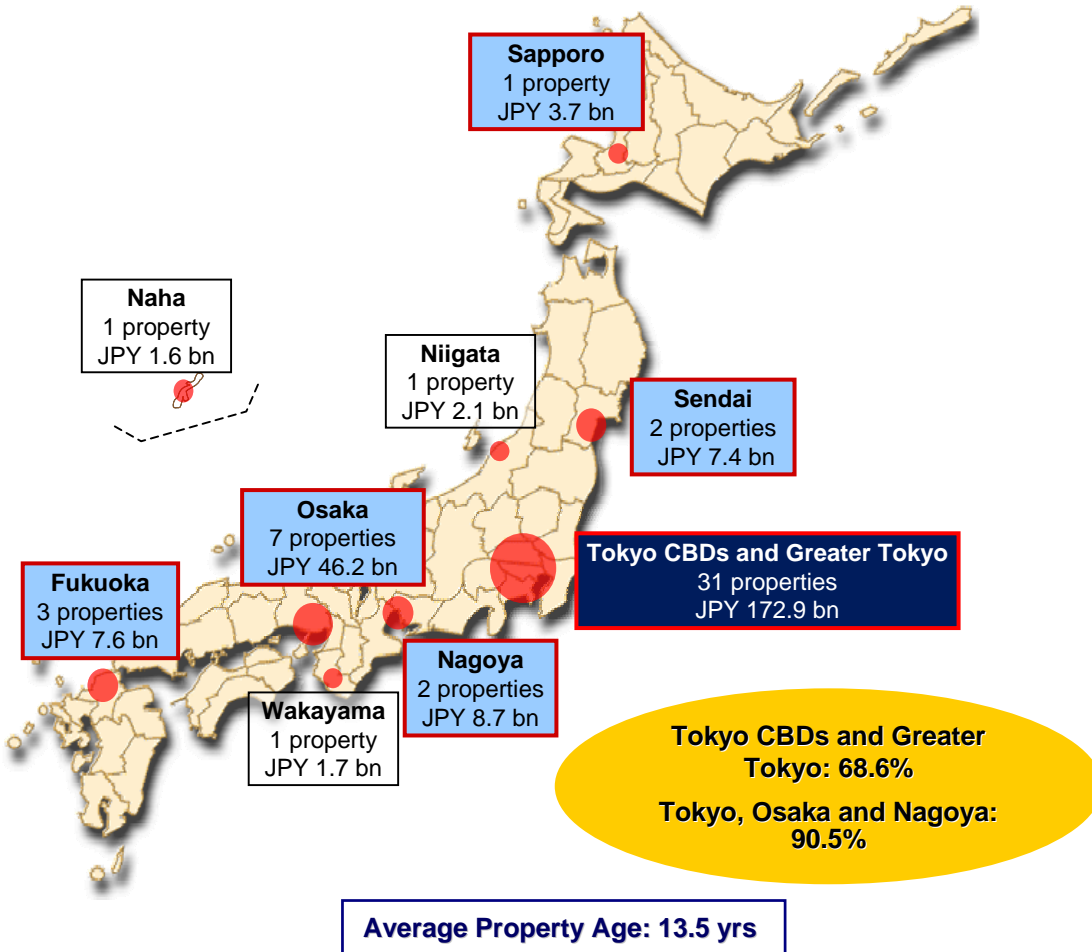 Sapporo
1 property
JPY 3.7 bn
Naha
1 property
JPY 1.6 bn
Niigata
1 property
JPY 2.1 bn
Sendai
2 properties
JPY 7.4 bn
Osaka
7 properties
JPY 46.2 bn
Tokyo CBDs and Greater Tokyo
31 properties
JPY 172.9 bn
Fukuoka
3 properties
JPY 7.6 bn
Nagoya
2 properties
JPY 8.7 bn
Wakayama
1 property
JPY 1.7 bn
Tokyo CBDs and Greater
Tokyo: 68.6%
Tokyo, Osaka and Nagoya:
90.5%
Average Property Age: 13.5 yrs